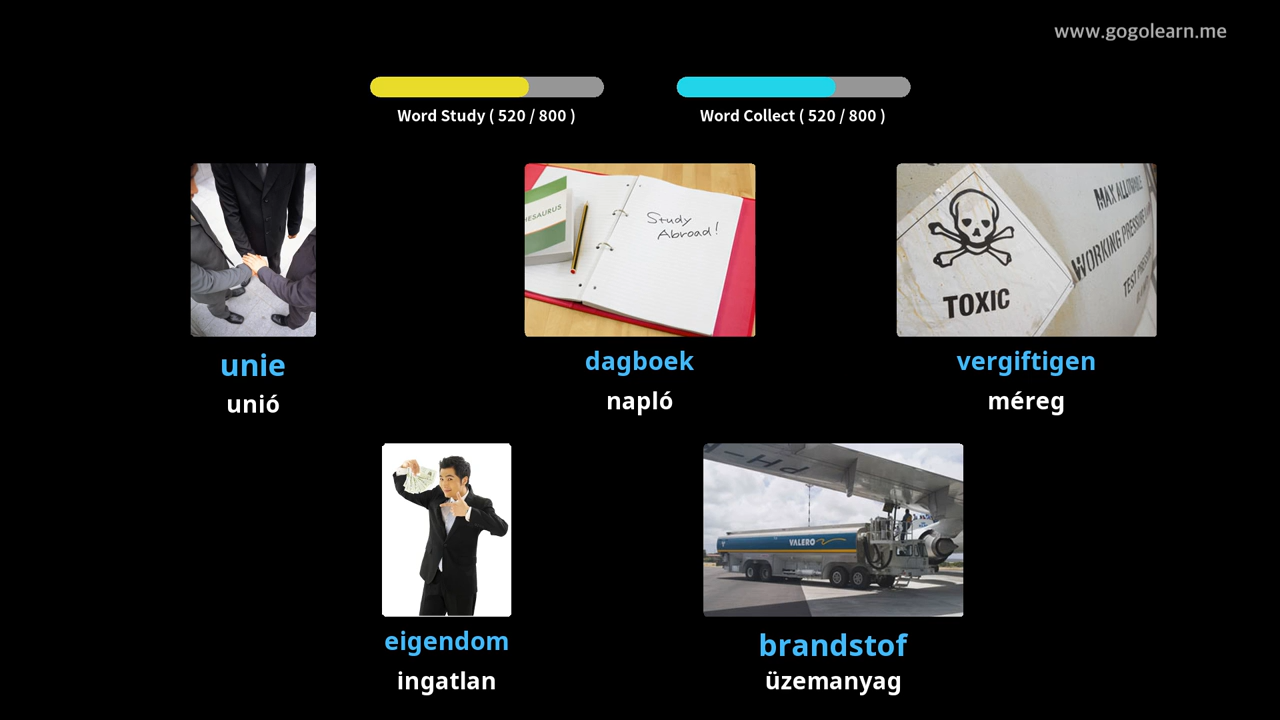 www.gogolearn.me
Word Study ( 520 / 800 )
Word Collect ( 520 / 800 )
Study
Abroad!
TOXIC
MAX ALLOWABLE
WORKING PRESSURE
unie
dagboek
vergiftigen
unió
napló
méreg
PH-
VALERO
eigendom
brandstof
ingatlan
üzemanyag